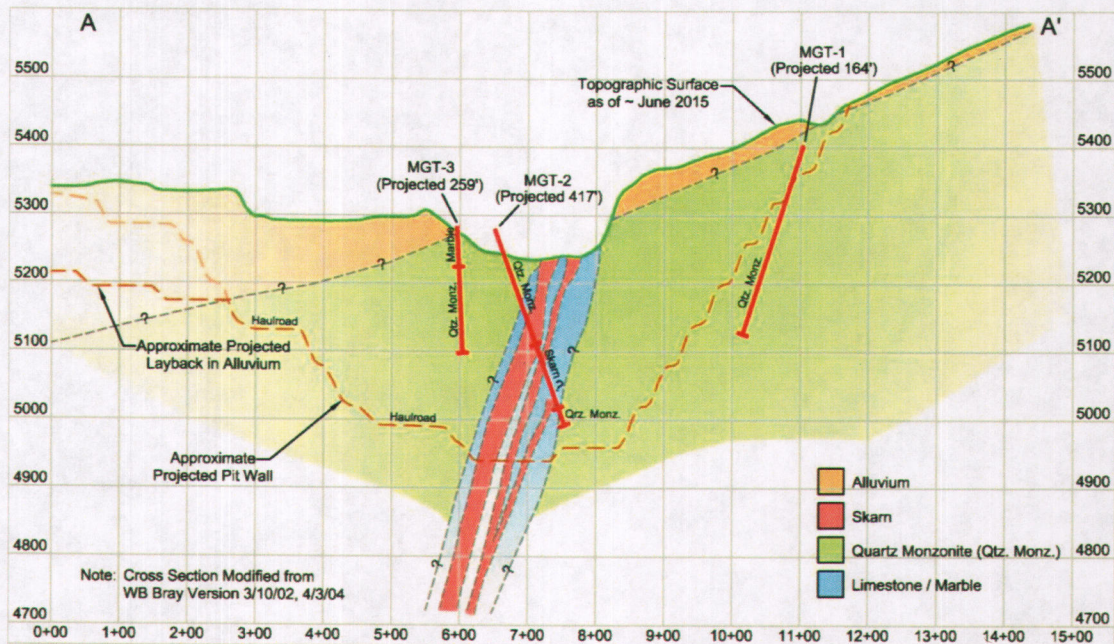 A
A'
MGT-1
(Projected 164')
Topographic Surface
as of ~ June 2015
MGT-3
(Projected 259')
MGT-2
(Projected 417')
5500
5400
5300
5200
5100
5000
4900
4800
4700
5500
5400
5300
5200
5100
5000
4900
4800
4700
?
?
?
?
?
?
?
?
?
?
?
Marble
Qtz. Monz.
Qtz. Monz.
Skarn
Qrz. Monz.
Qtz. Monz.
Haulroad
Approximate Projected
Layback in Alluvium
Haulroad
Approximate
Projected Pit Wall
Alluvium
Skarn
Quartz Monzonite (Qtz. Monz.)
Limestone / Marble
Note: Cross Section Modified from
WB Bray Version 3/10/02, 4/3/04
0+00 1+00 2+00 3+00 4+00 5+00 6+00 7+00 8+00 9+00 10+00 11+00 12+00 13+00 14+00 15+00